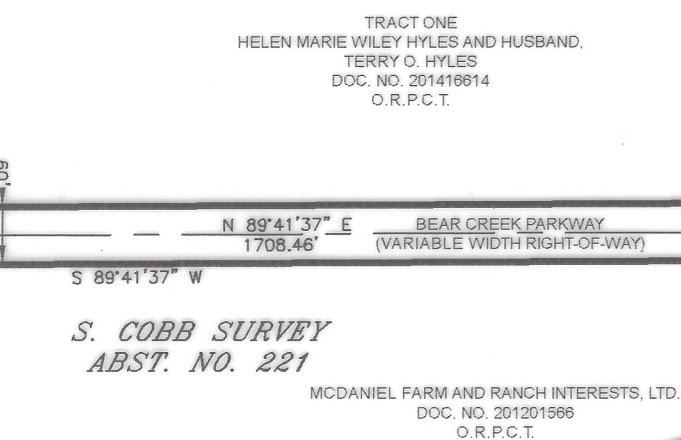 TRACT ONE
HELEN MARIE WILEY HYLES AND HUSBAND,
TERRY O. HYLES
DOC. NO. 201416614
O.R.P.C.T.
60'
N 89°41'37" E
1708.46'
BEAR CREEK PARKWAY
(VARIABLE WIDTH RIGHT-OF-WAY)
S 89°41'37" W
S. COBB SURVEY
ABST. NO. 221
MCDANIEL FARM AND RANCH INTERESTS, LTD.
DOC. NO. 201201566
O.R.P.C.T.